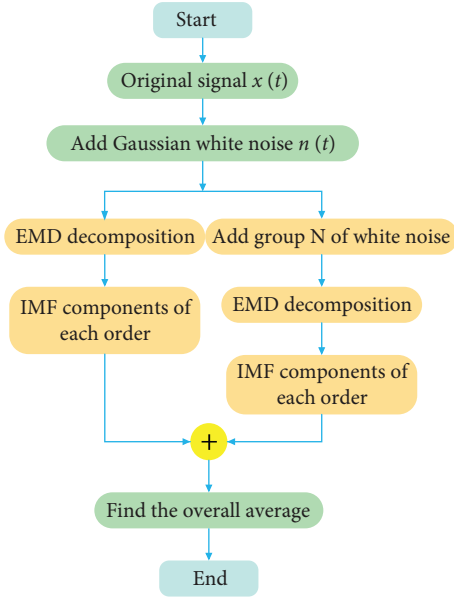 Start
Original signal x (t)
Add Gaussian white noise n (t)
EMD decomposition
Add group N of white noise
IMF components of
each order
EMD decomposition
IMF components of
each order
+
Find the overall average
End